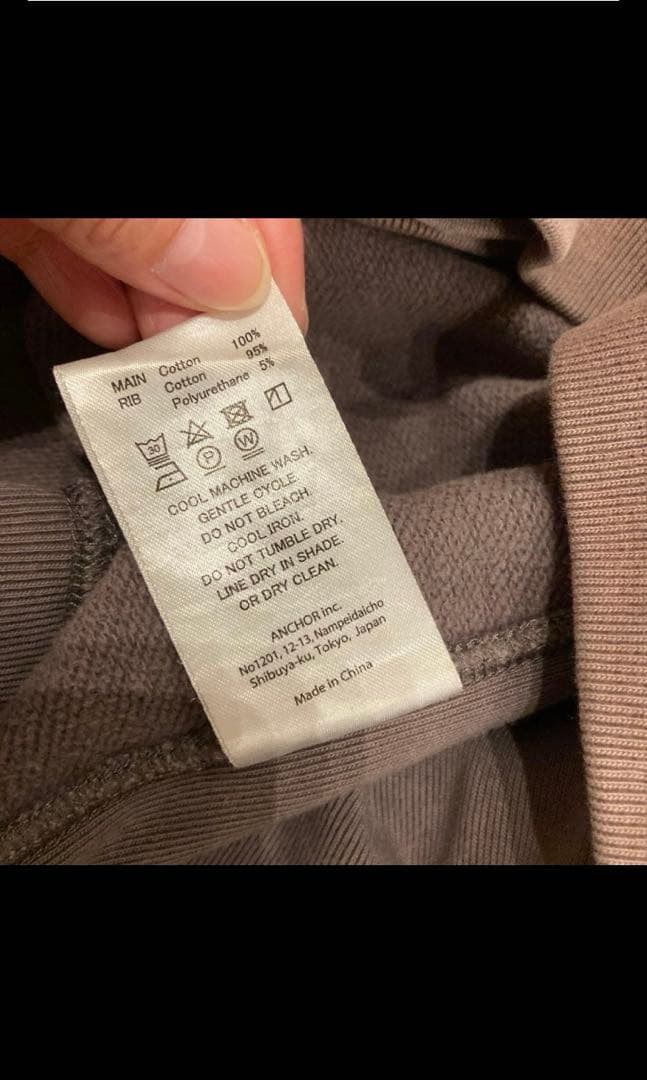 MAIN Cotton 100%
RIB Cotton 95%
Polyurethane 5%
30
P W
COOL MACHINE WASH.
GENTLE CYCLE
DO NOT BLEACH.
COOL IRON.
DO NOT TUMBLE DRY.
LINE DRY IN SHADE.
OR DRY CLEAN.
ANCHOR inc.
No1201, 12-13, Nampeidaicho
Shibuya-ku, Tokyo, Japan
Made in China